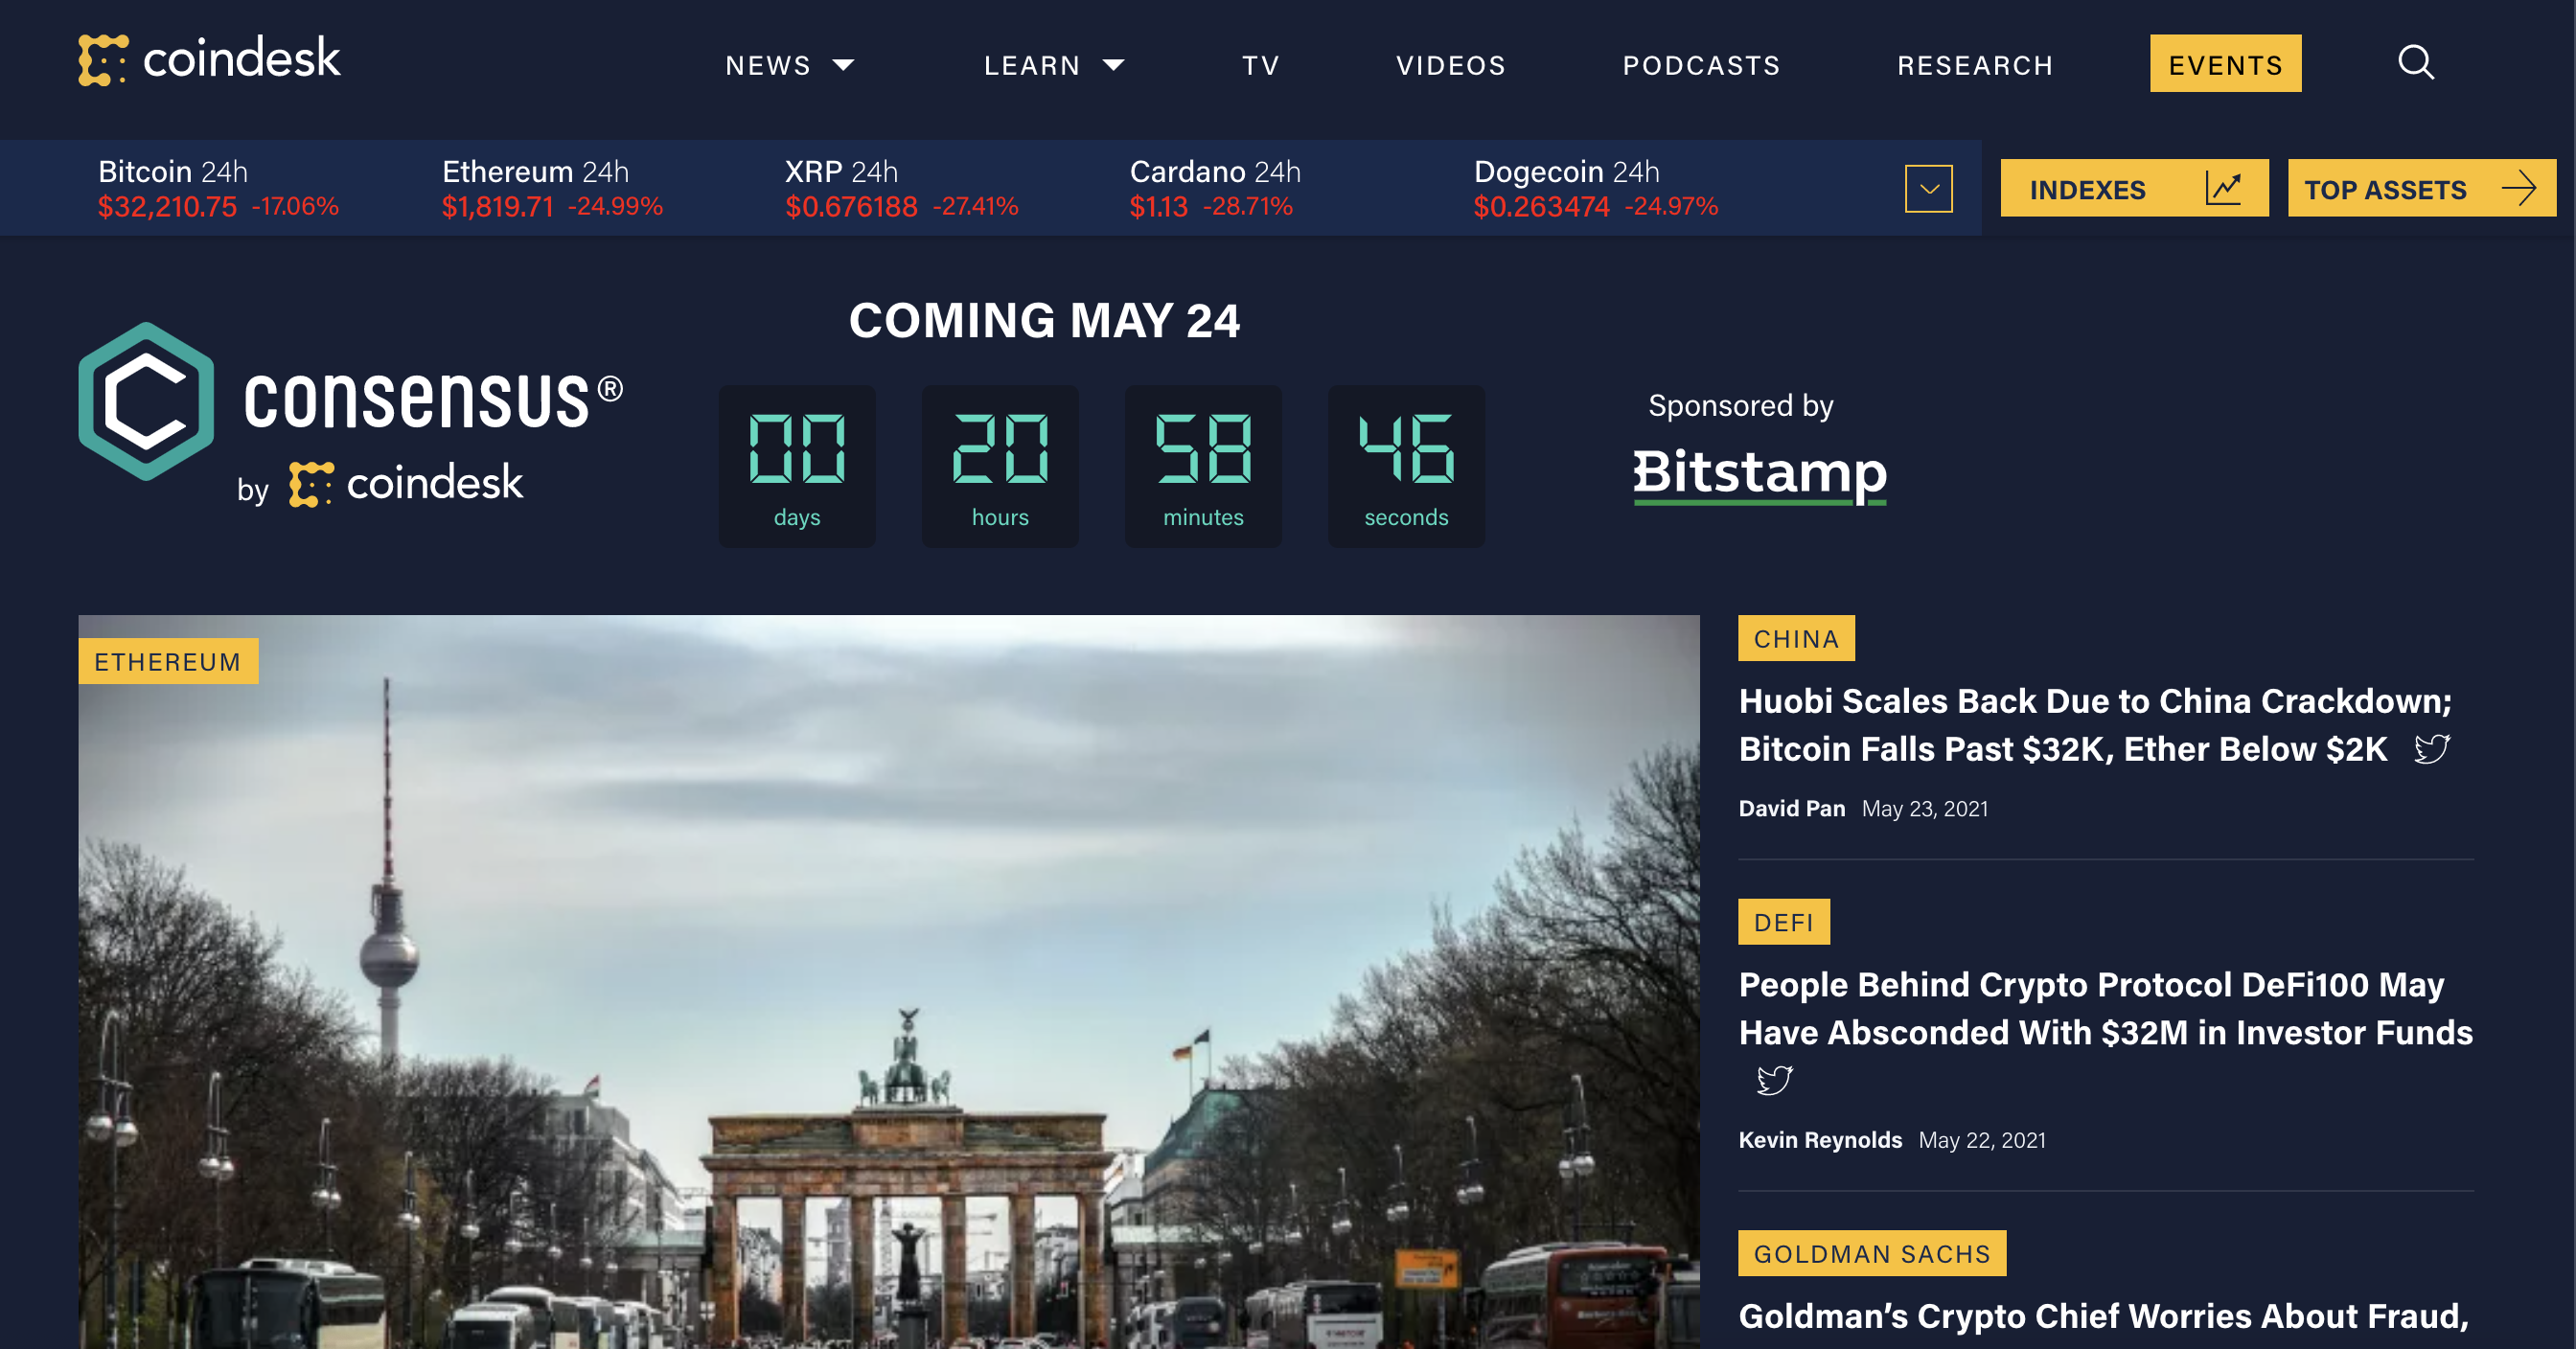 coindesk
NEWS
LEARN
TV
VIDEOS
PODCASTS
RESEARCH
EVENTS
Bitcoin 24h
$32,210.75 -17.06%
Ethereum 24h
$1,819.71 -24.99%
XRP 24h
$0.676188 -27.41%
Cardano 24h
$1.13 -28.71%
Dogecoin 24h
$0.263474 -24.97%
INDEXES
TOP ASSETS
consensus®
by coindesk
COMING MAY 24
00 20 58 46
days hours minutes seconds
Sponsored by
Bitstamp
ETHEREUM
CHINA
Huobi Scales Back Due to China Crackdown;
Bitcoin Falls Past $32K, Ether Below $2K
David Pan May 23, 2021
DEFI
People Behind Crypto Protocol DeFi100 May
Have Absconded With $32M in Investor Funds
Kevin Reynolds May 22, 2021
GOLDMAN SACHS
Goldman's Crypto Chief Worries About Fraud,